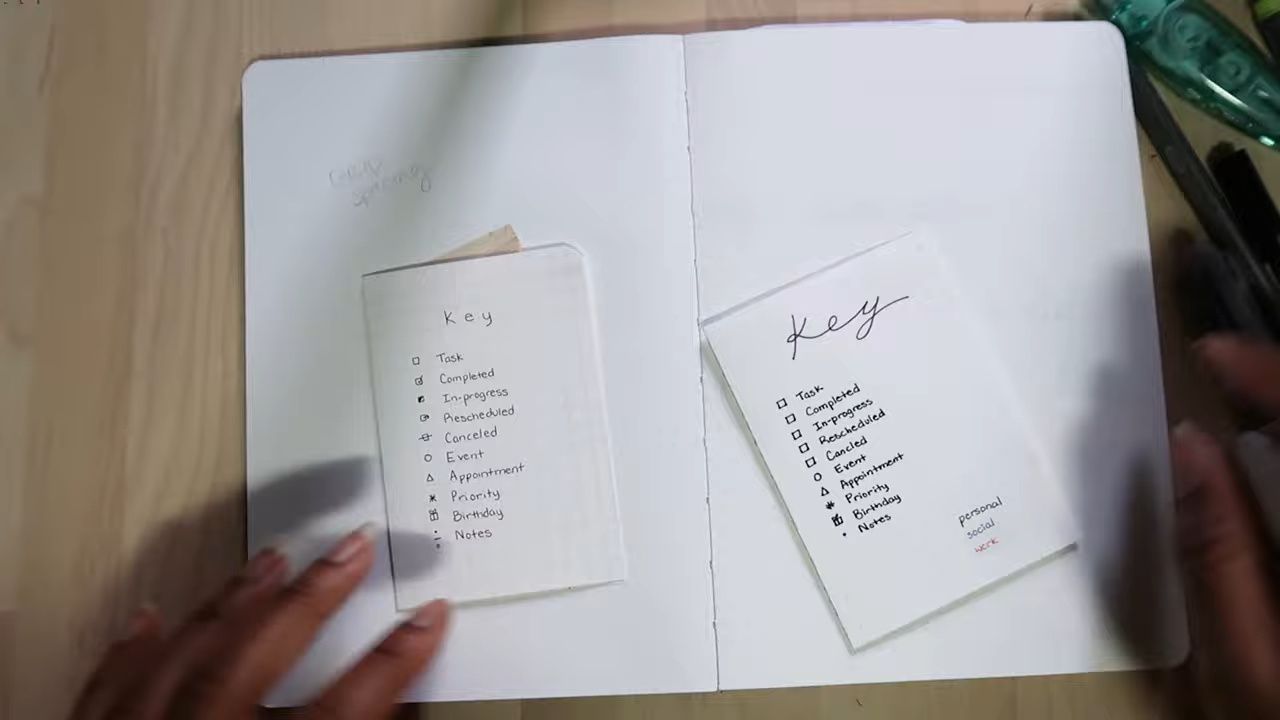 Key
Task
Completed
In-progress
Rescheduled
Canceled
Event
Appointment
Priority
Birthday
Notes
Key
Task
Completed
In-progress
Rescheduled
Cancled
Event
Appointment
Priority
Birthday
Notes
personal
social
work